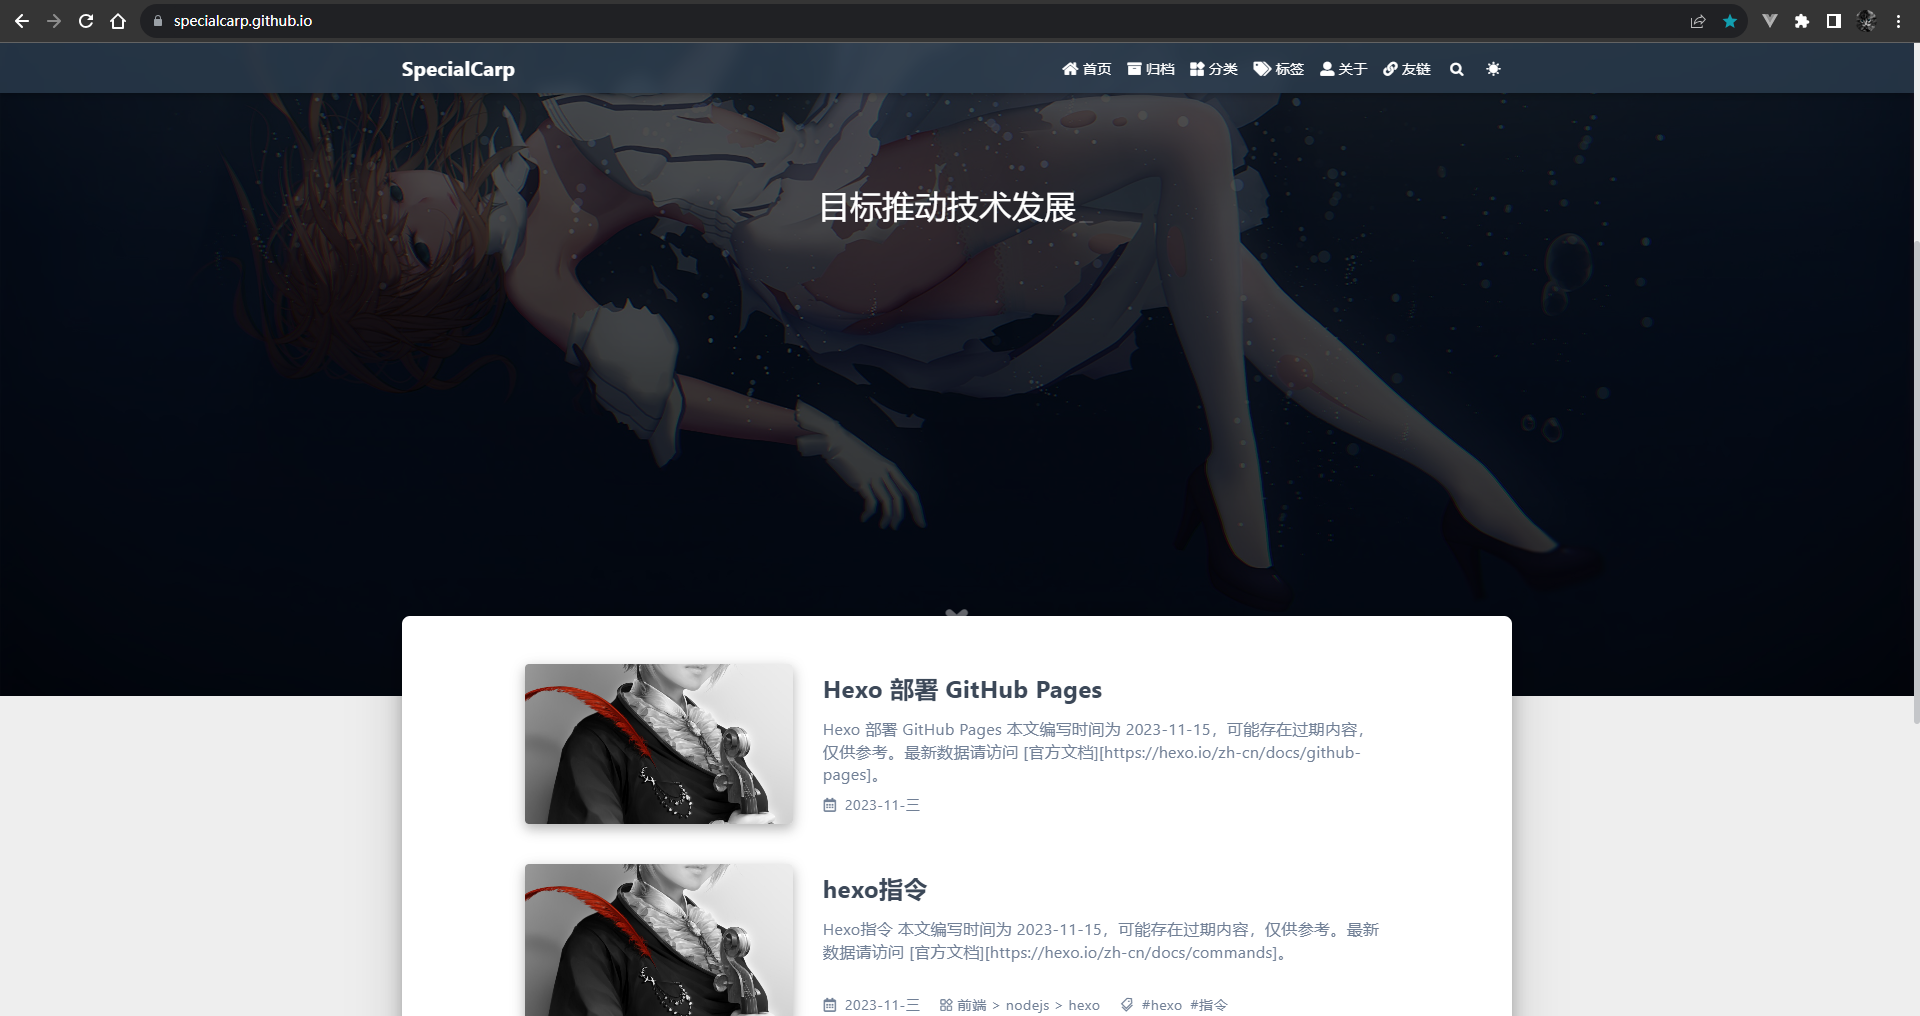 specialcarp.github.io
SpecialCarp
首页 归档 分类 标签 关于 友链
目标推动技术发展_
Hexo 部署 GitHub Pages
Hexo 部署 GitHub Pages 本文编写时间为 2023-11-15，可能存在过期内容，
仅供参考。最新数据请访问 [官方文档][https://hexo.io/zh-cn/docs/github-
pages]。
2023-11-三
hexo指令
Hexo指令 本文编写时间为 2023-11-15，可能存在过期内容，仅供参考。最新
数据请访问 [官方文档][https://hexo.io/zh-cn/docs/commands]。
2023-11-三 前端 > nodejs > hexo #hexo #指令